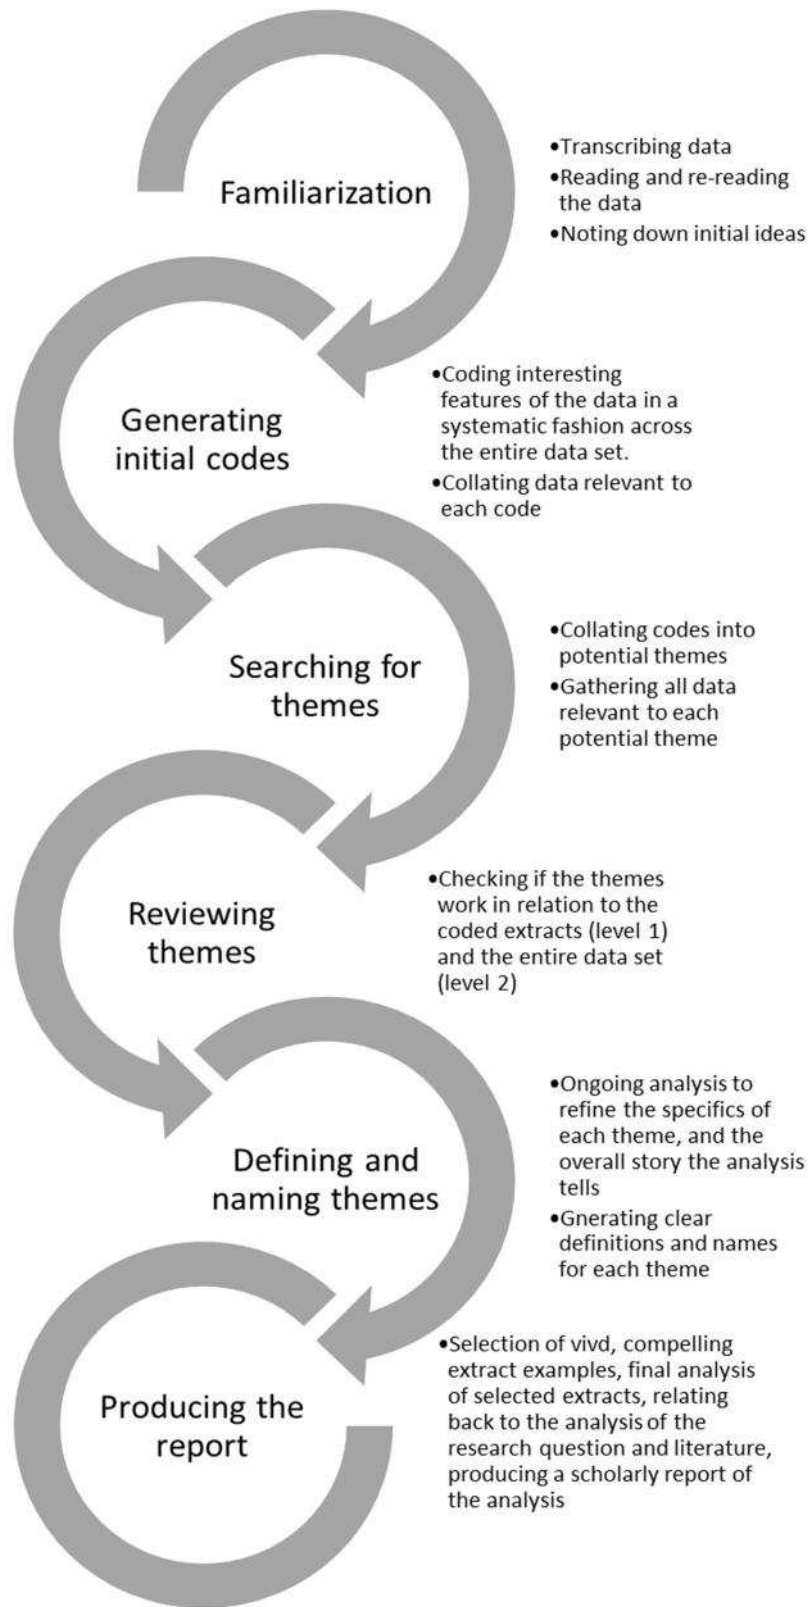 Familiarization
•Transcribing data
•Reading and re-reading
the data
•Noting down initial ideas
Generating
initial codes
•Coding interesting
features of the data in a
systematic fashion across
the entire data set.
•Collating data relevant to
each code
Searching for
themes
•Collating codes into
potential themes
•Gathering all data
relevant to each
potential theme
Reviewing
themes
•Checking if the themes
work in relation to the
coded extracts (level 1)
and the entire data set
(level 2)
Defining and
naming themes
•Ongoing analysis to
refine the specifics of
each theme, and the
overall story the analysis
tells
•Gnerating clear
definitions and names
for each theme
Producing the
report
•Selection of vivd, compelling
extract examples, final analysis
of selected extracts, relating
back to the analysis of the
research question and literature,
producing a scholarly report of
the analysis